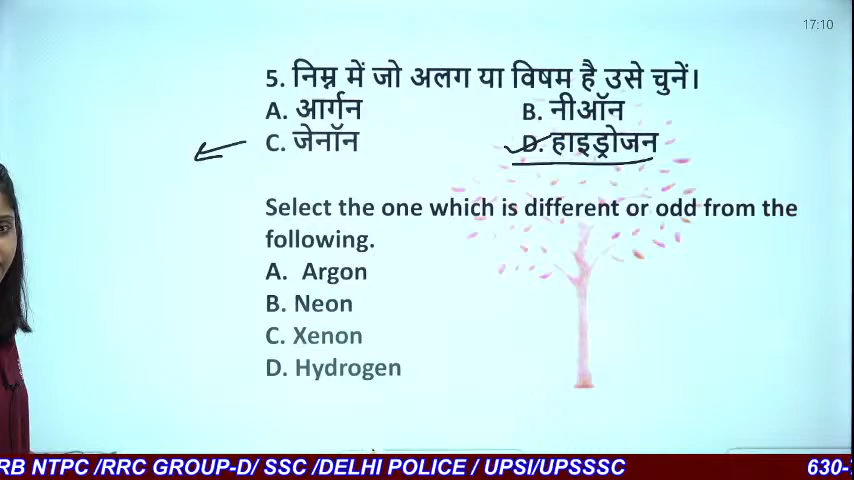 17:10
5. निम्न में जो अलग या विषम है उसे चुनें।
A. आर्गन B. नीऑन
C. जेनॉन D. हाइड्रोजन
Select the one which is different or odd from the
following.
A. Argon
B. Neon
C. Xenon
D. Hydrogen
RB NTPC /RRC GROUP-D/ SSC /DELHI POLICE / UPSI/UPSSSC 630-